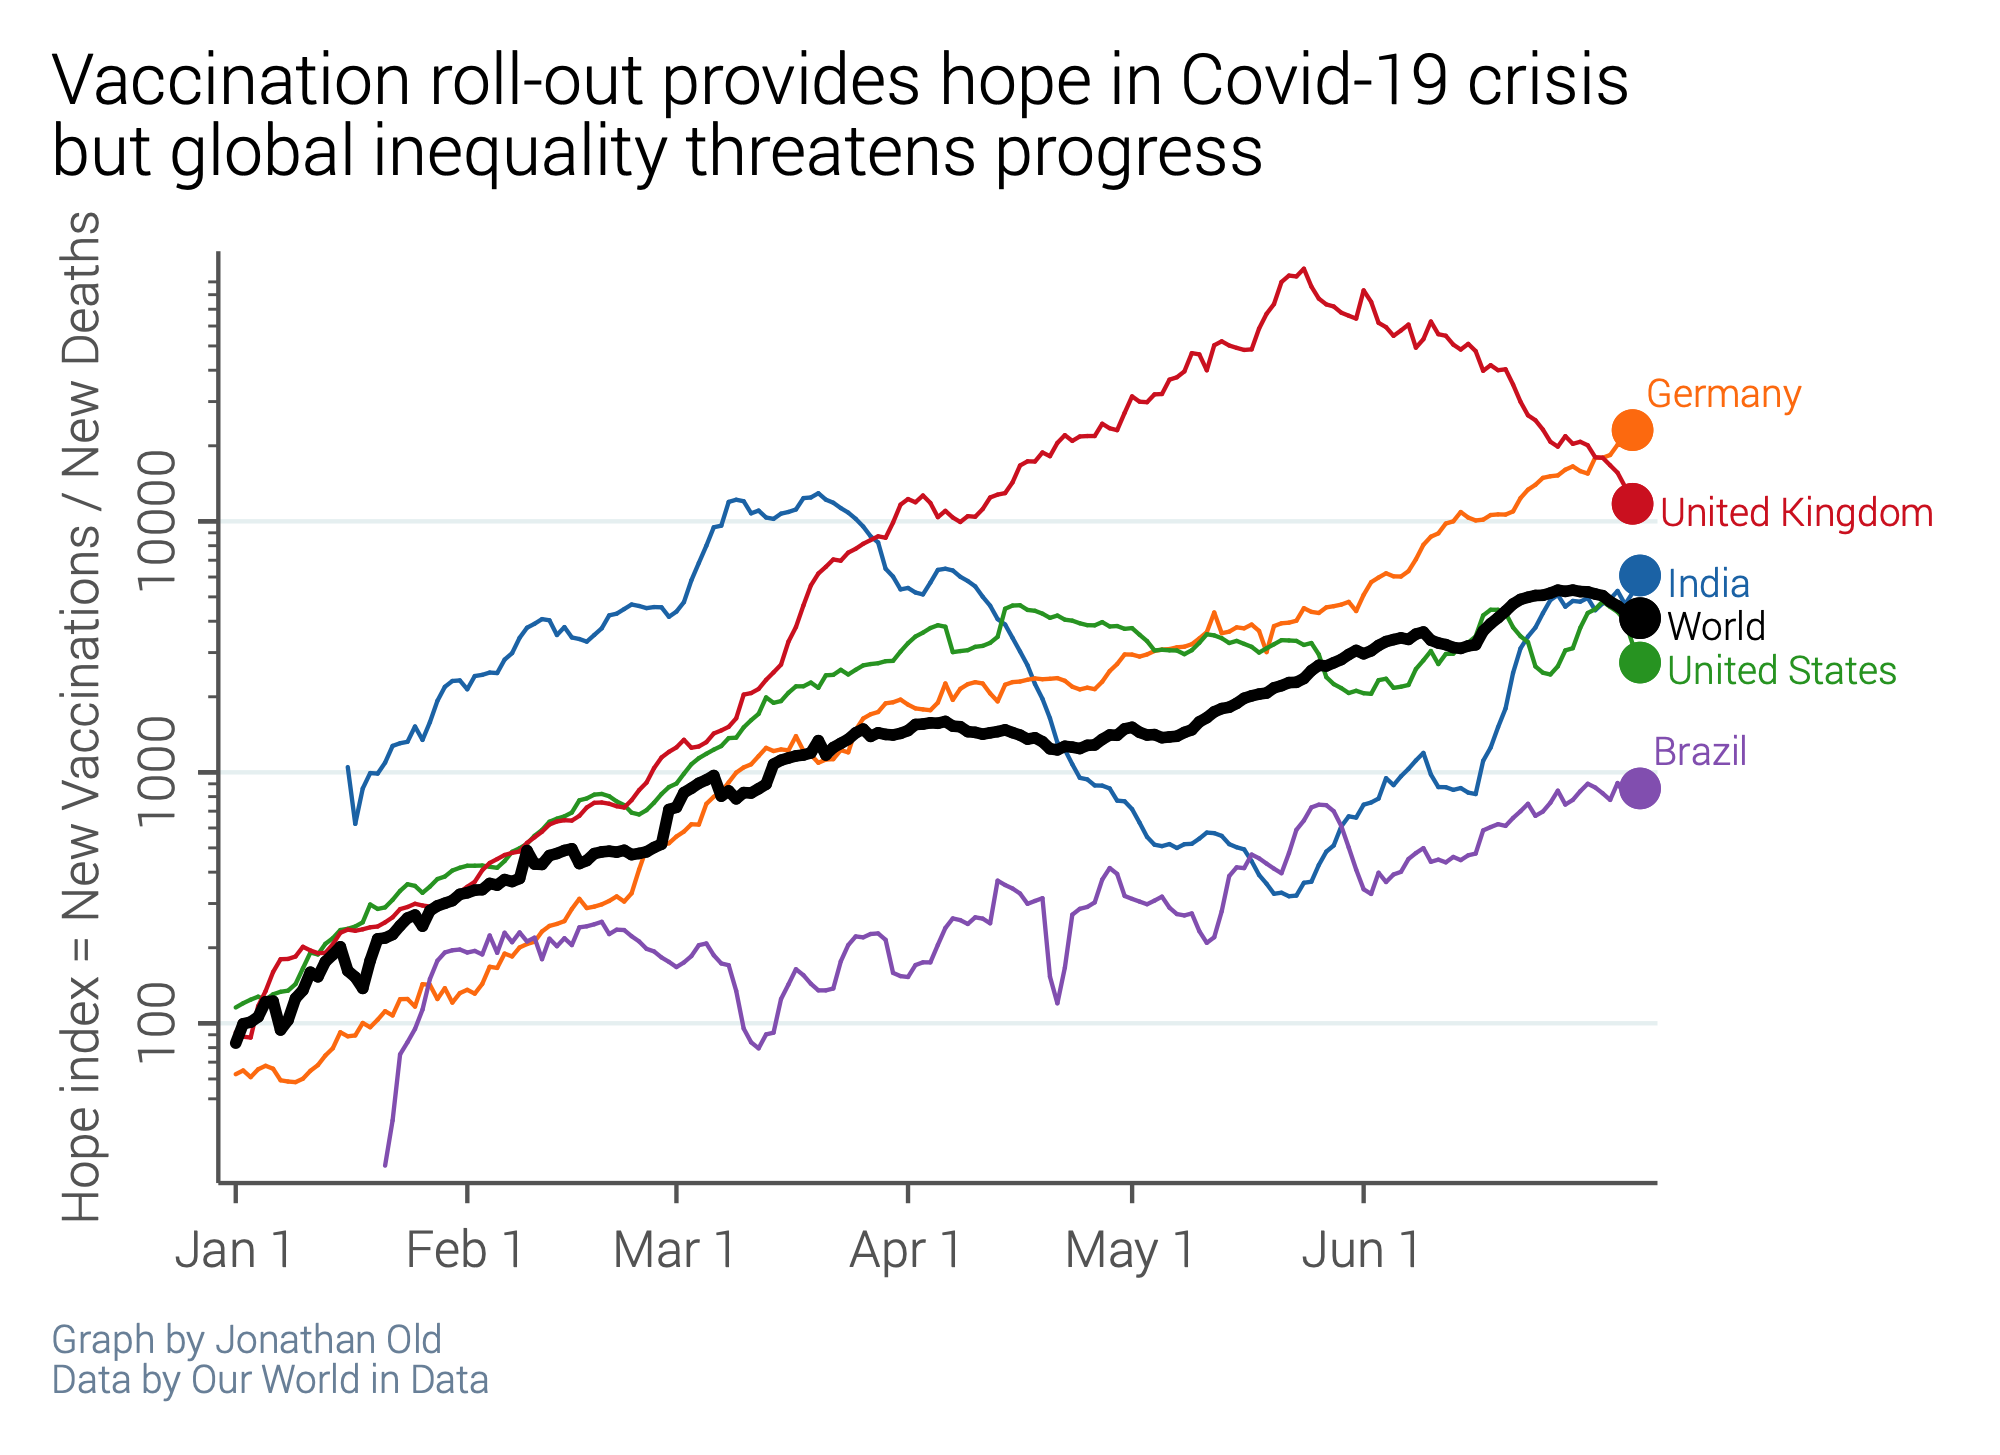 Vaccination roll-out provides hope in Covid-19 crisis
but global inequality threatens progress
Hope index = New Vaccinations / New Deaths
10000
1000
100
Jan 1
Feb 1
Mar 1
Apr 1
May 1
Jun 1
Germany
United Kingdom
India
World
United States
Brazil
Graph by Jonathan Old
Data by Our World in Data